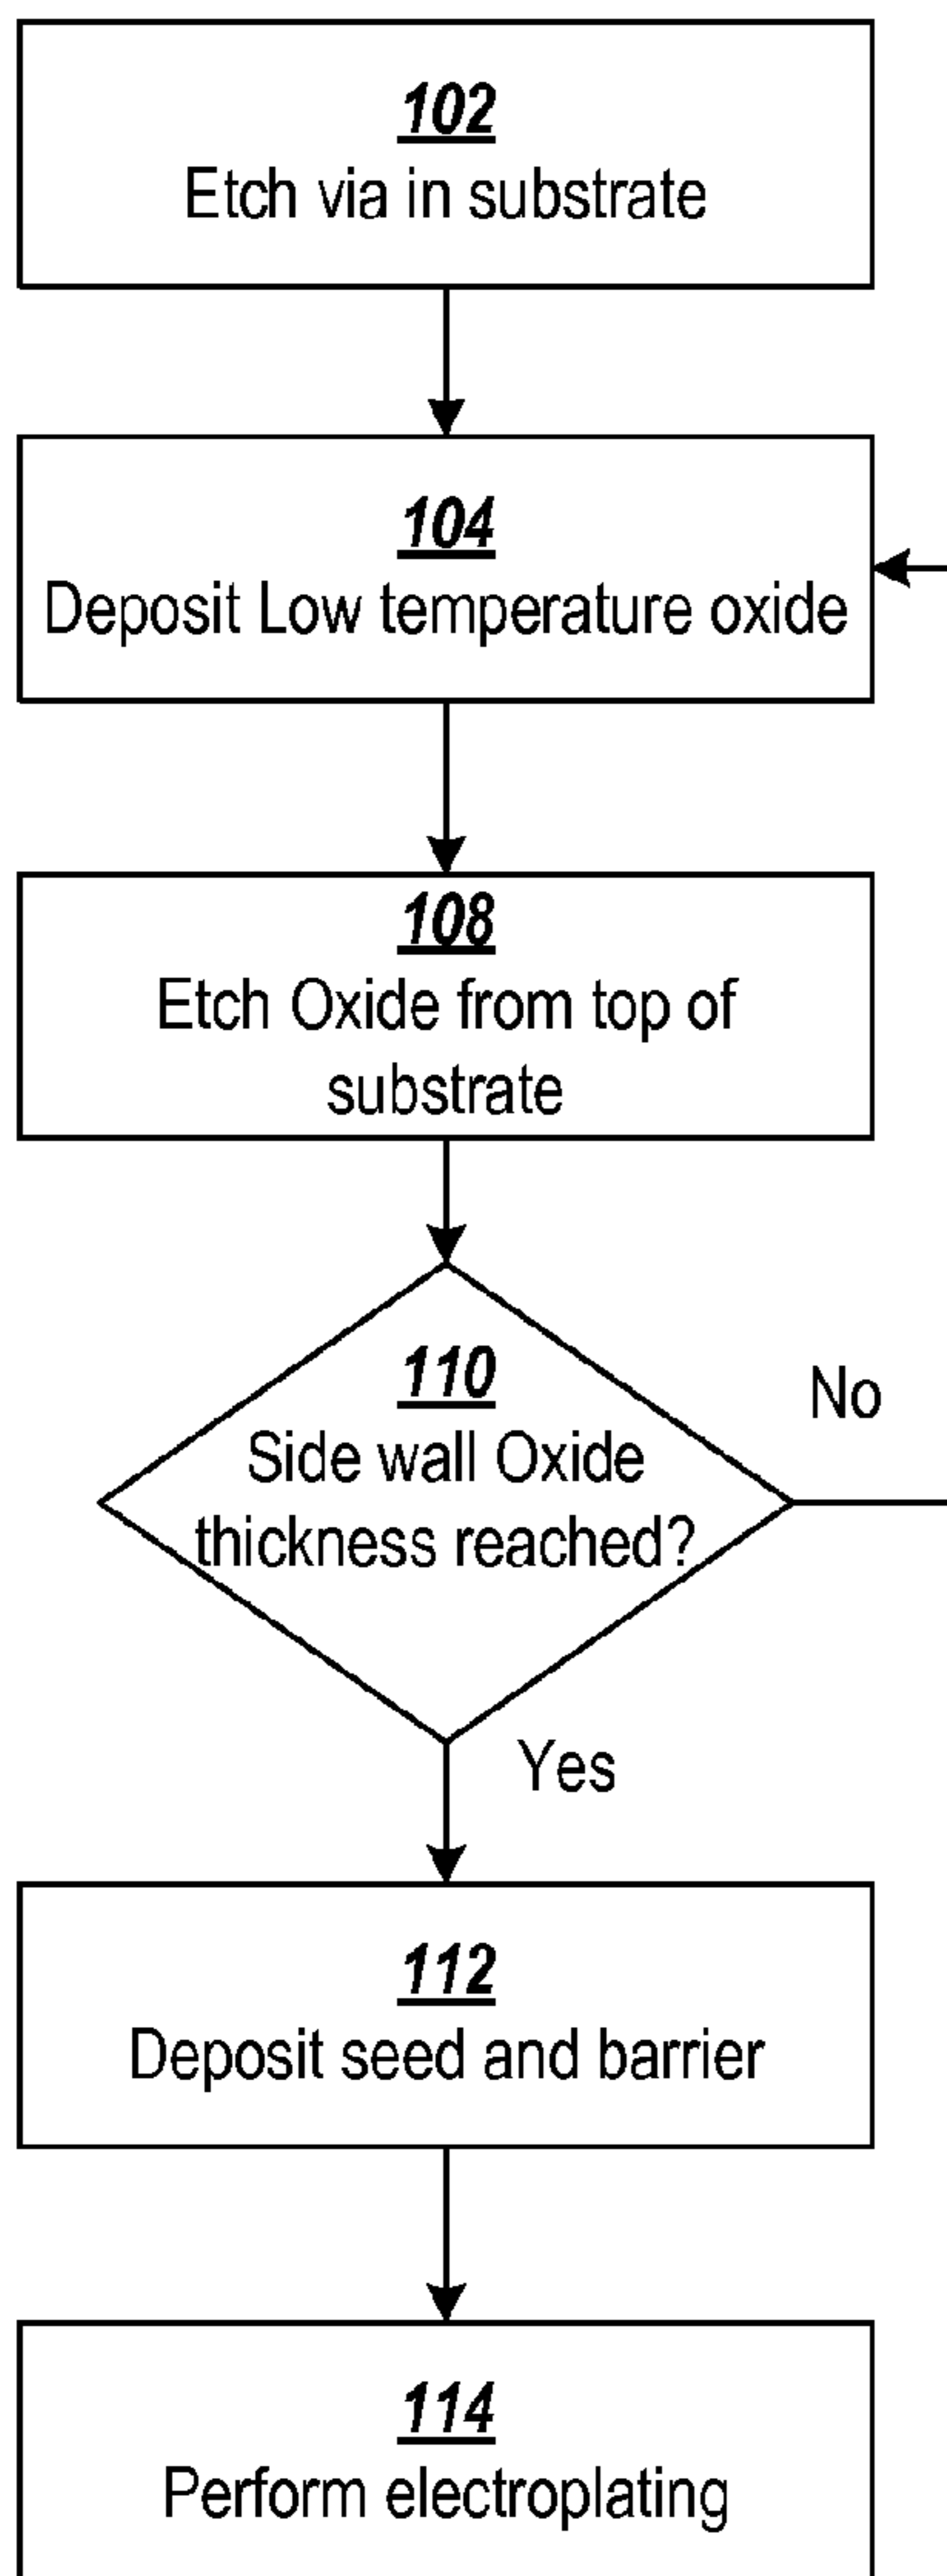 102
Etch via in substrate
104
Deposit Low temperature oxide
108
Etch Oxide from top of
substrate
110
Side wall Oxide
thickness reached?
No
Yes
112
Deposit seed and barrier
114
Perform electroplating